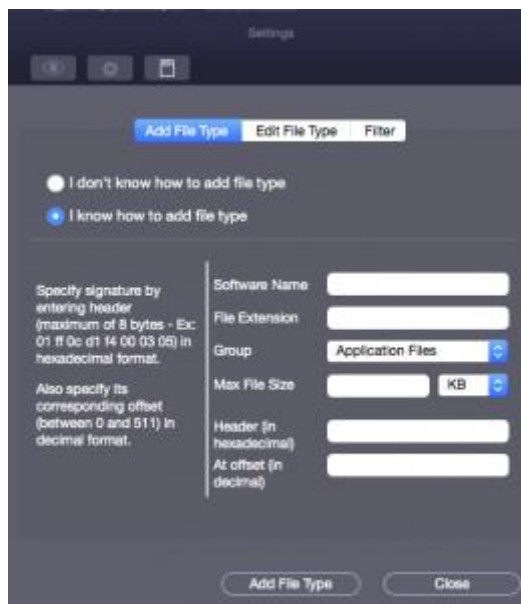 Settings
Add File Type Edit File Type Filter
I don't know how to add file type
I know how to add file type
Specify signature by
entering header
(maximum of 8 bytes - Ex:
01 ff 0c d1 f4 00 03 05) in
hexadecimal format.
Also specify its
corresponding offset
(between 0 and 511) in
decimal format.
Software Name
File Extension
Group Application Files
Max File Size KB
Header (in
hexadecimal)
At offset (in
decimal)
Add File Type Close